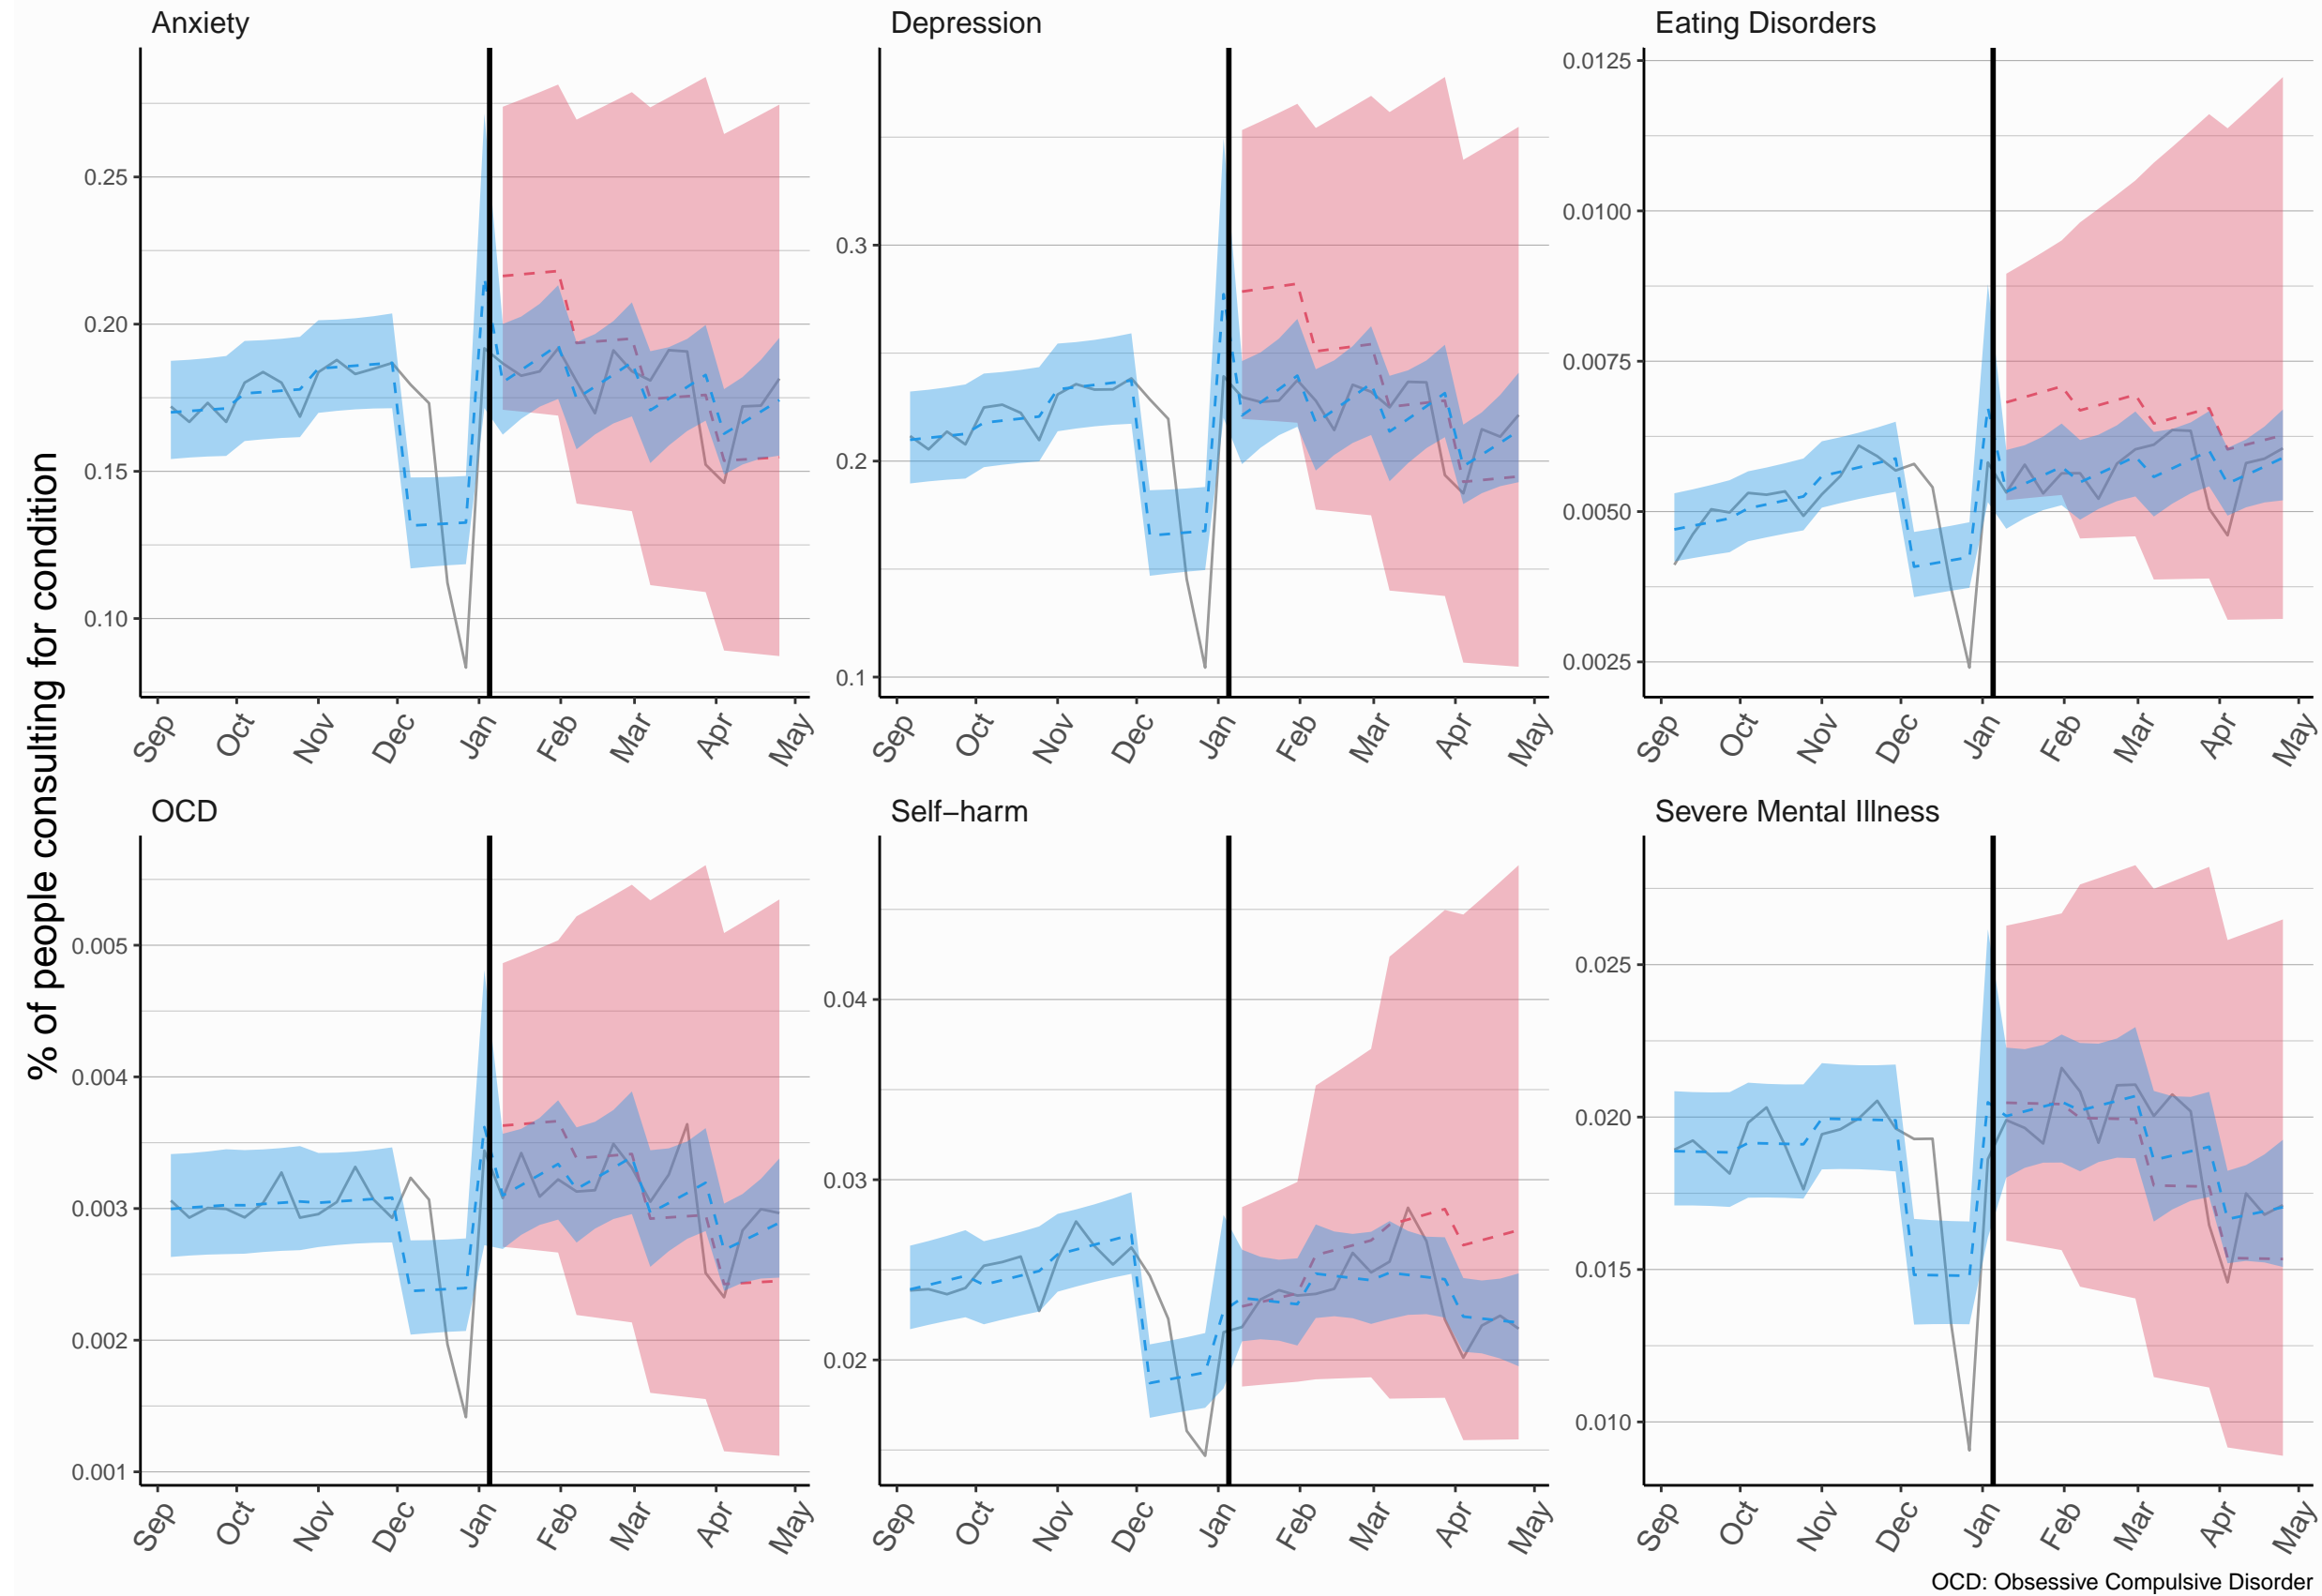 Anxiety
Depression
Eating Disorders
% of people consulting for condition
0.25
0.20
0.15
0.10
Sep Oct Nov Dec Jan Feb Mar Apr May
0.3
0.2
0.1
Sep Oct Nov Dec Jan Feb Mar Apr May
0.0125
0.0100
0.0075
0.0050
0.0025
Sep Oct Nov Dec Jan Feb Mar Apr May
OCD
Self−harm
Severe Mental Illness
0.005
0.004
0.003
0.002
0.001
Sep Oct Nov Dec Jan Feb Mar Apr May
0.04
0.03
0.02
Sep Oct Nov Dec Jan Feb Mar Apr May
0.025
0.020
0.015
0.010
Sep Oct Nov Dec Jan Feb Mar Apr May
OCD: Obsessive Compulsive Disorder